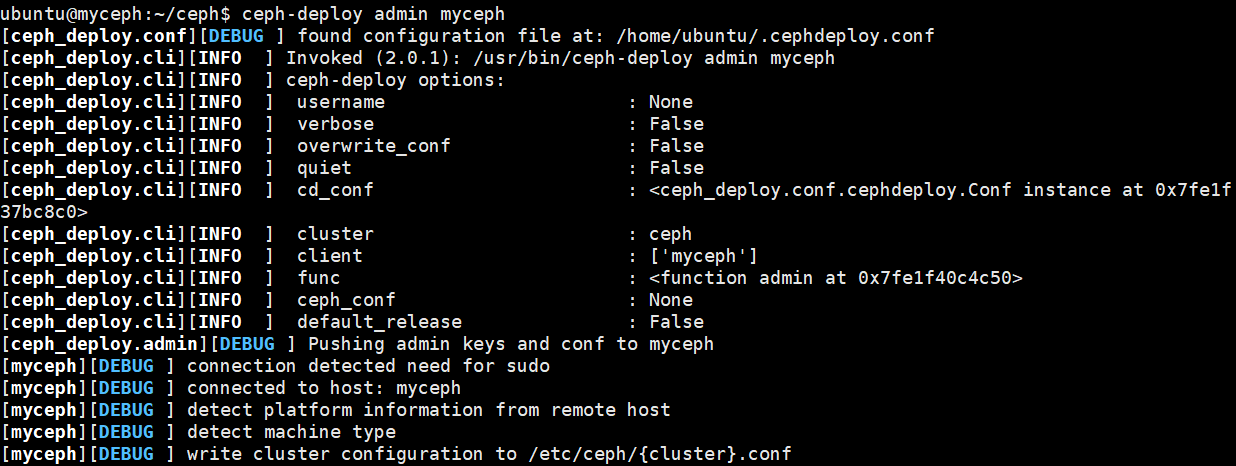 ubuntu@myceph:~/ceph$ ceph-deploy admin myceph
[ceph_deploy.conf][DEBUG ] found configuration file at: /home/ubuntu/.cephdeploy.conf
[ceph_deploy.cli][INFO  ] Invoked (2.0.1): /usr/bin/ceph-deploy admin myceph
[ceph_deploy.cli][INFO  ] ceph-deploy options:
[ceph_deploy.cli][INFO  ]  username                      : None
[ceph_deploy.cli][INFO  ]  verbose                       : False
[ceph_deploy.cli][INFO  ]  overwrite_conf                : False
[ceph_deploy.cli][INFO  ]  quiet                         : False
[ceph_deploy.cli][INFO  ]  cd_conf                       : <ceph_deploy.conf.cephdeploy.Conf instance at 0x7fe1f
37bc8c0>
[ceph_deploy.cli][INFO  ]  cluster                       : ceph
[ceph_deploy.cli][INFO  ]  client                        : ['myceph']
[ceph_deploy.cli][INFO  ]  func                          : <function admin at 0x7fe1f40c4c50>
[ceph_deploy.cli][INFO  ]  ceph_conf                     : None
[ceph_deploy.cli][INFO  ]  default_release               : False
[ceph_deploy.admin][DEBUG ] Pushing admin keys and conf to myceph
[myceph][DEBUG ] connection detected need for sudo
[myceph][DEBUG ] connected to host: myceph
[myceph][DEBUG ] detect platform information from remote host
[myceph][DEBUG ] detect machine type
[myceph][DEBUG ] write cluster configuration to /etc/ceph/{cluster}.conf